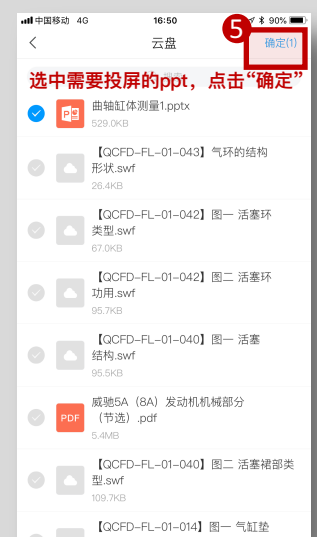 中国移动 4G 16:50 90%
5
云盘 确定(1)
选中需要投屏的ppt，点击“确定”
曲轴缸体测量1.pptx
529.0KB
【QCFD-FL-01-043】气环的结构
形状.swf
26.4KB
【QCFD-FL-01-042】图一 活塞环
类型.swf
67.0KB
【QCFD-FL-01-042】图二 活塞环
功用.swf
95.7KB
【QCFD-FL-01-040】图一 活塞
结构.swf
95.5KB
PDF
威驰5A（8A）发动机机械部分
（节选）.pdf
5.4MB
【QCFD-FL-01-040】图二 活塞裙部类
型.swf
109.7KB
【QCFD-FL-01-014】图一 气缸垫